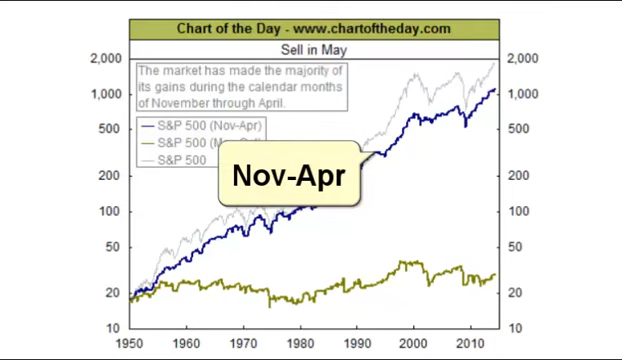 Chart of the Day - www.chartoftheday.com
Sell in May
2,000 2,000
The market has made the majority of
its gains during the calendar months
of November through April.
1,000 1,000
S&P 500 (Nov-Apr)
500 500
S&P 500
S&P 500
Nov-Apr
200 200
100 100
50 50
20 20
10 10
1950 1960 1970 1980 1990 2000 2010